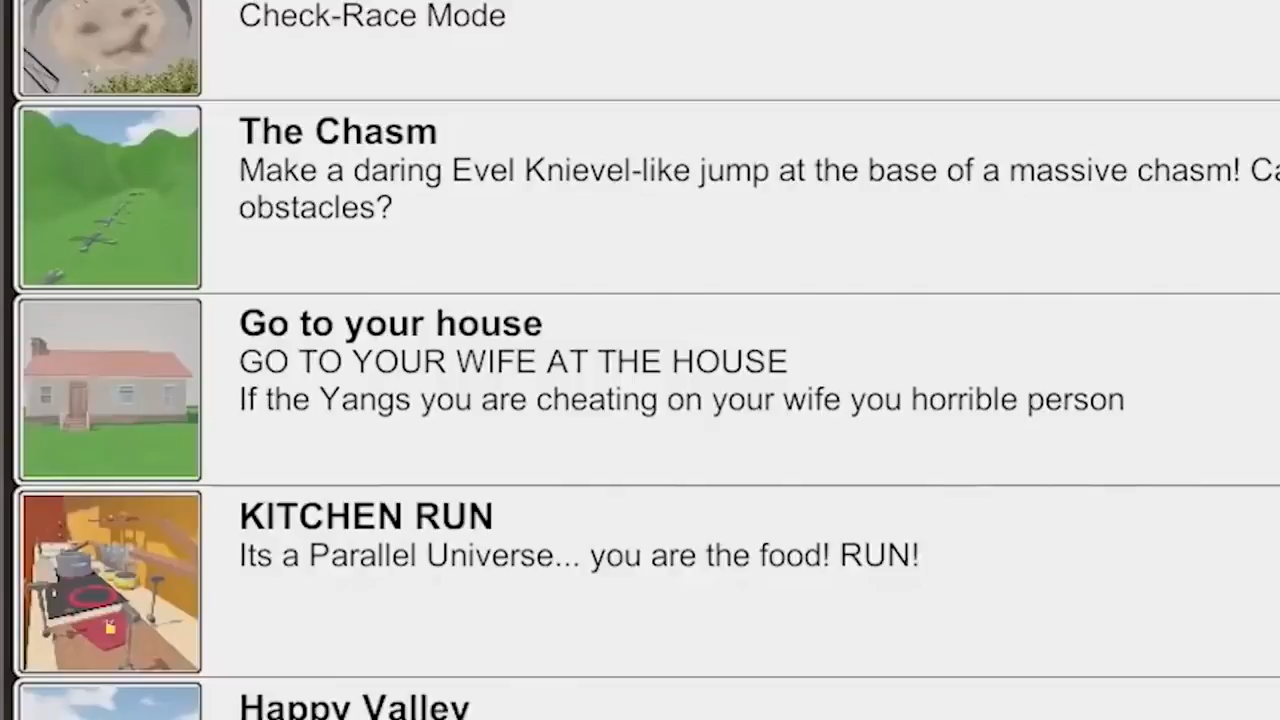 Check-Race Mode
The Chasm
Make a daring Evel Knievel-like jump at the base of a massive chasm! Ca
obstacles?
Go to your house
GO TO YOUR WIFE AT THE HOUSE
If the Yangs you are cheating on your wife you horrible person
KITCHEN RUN
Its a Parallel Universe... you are the food! RUN!
Happy Valley